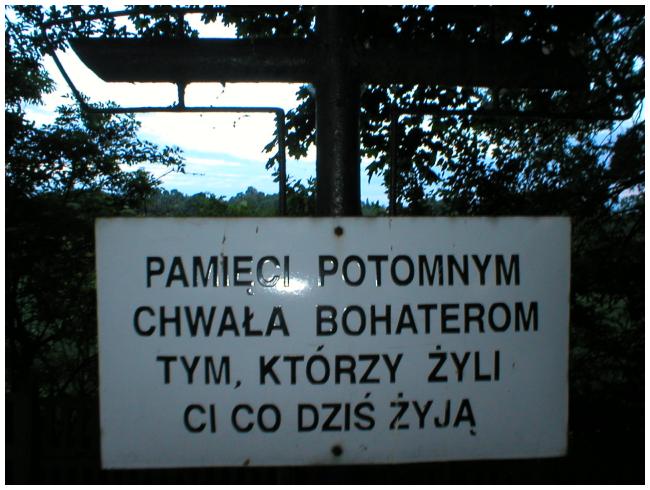 PAMIĘCI POTOMNYM
CHWAŁA BOHATEROM
TYM, KTÓRZY ŻYLI
CI CO DZIŚ ŻYJĄ